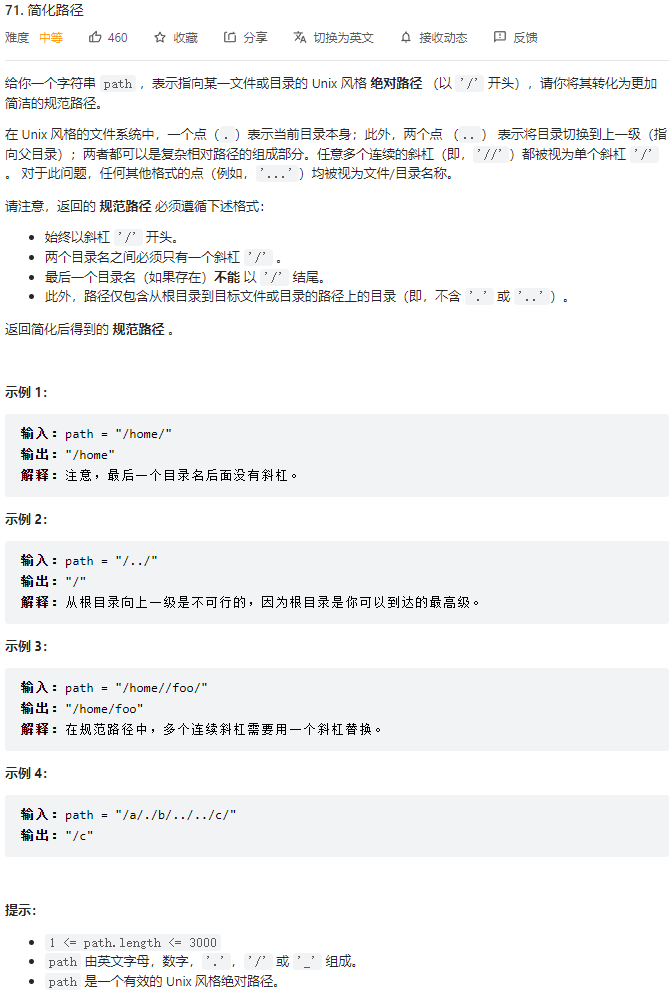 71. 简化路径
难度 中等 460 收藏 分享 切换为英文 接收动态 反馈
给你一个字符串 path ，表示指向某一文件或目录的 Unix 风格 绝对路径 （以 '/' 开头），请你将其转化为更加
简洁的规范路径。
在 Unix 风格的文件系统中，一个点（.）表示当前目录本身；此外，两个点 （..） 表示将目录切换到上一级（指
向父目录）；两者都可以是复杂相对路径的组成部分。任意多个连续的斜杠（即，'//'）都被视为单个斜杠 '/'
。 对于此问题，任何其他格式的点（例如，'...'）均被视为文件/目录名称。
请注意，返回的 规范路径 必须遵循下述格式：
• 始终以斜杠 '/' 开头。
• 两个目录名之间必须只有一个斜杠 '/' 。
• 最后一个目录名（如果存在）不能 以 '/' 结尾。
• 此外，路径仅包含从根目录到目标文件或目录的路径上的目录（即，不含 '.' 或 '..'）。
返回简化后得到的 规范路径 。
示例 1：
输入：path = "/home/"
输出："/home"
解释：注意，最后一个目录名后面没有斜杠。
示例 2：
输入：path = "/../"
输出："/"
解释：从根目录向上一级是不可行的，因为根目录是你可以到达的最高级。
示例 3：
输入：path = "/home//foo/"
输出："/home/foo"
解释：在规范路径中，多个连续斜杠需要用一个斜杠替换。
示例 4：
输入：path = "/a/./b/../../c/"
输出："/c"
提示：
• 1 <= path.length <= 3000
• path 由英文字母，数字，'.'，'/' 或 '_' 组成。
• path 是一个有效的 Unix 风格绝对路径。